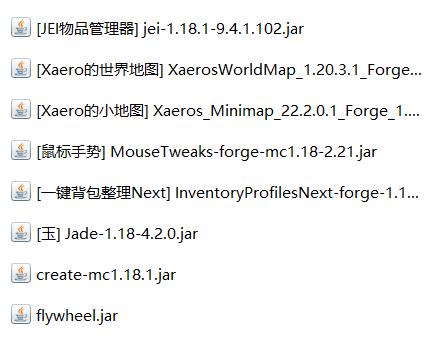 [JEI物品管理器] jei-1.18.1-9.4.1.102.jar
[Xaero的世界地图] XaerosWorldMap_1.20.3.1_Forge...
[Xaero的小地图] Xaeros_Minimap_22.2.0.1_Forge_1....
[鼠标手势] MouseTweaks-forge-mc1.18-2.21.jar
[一键背包整理Next] InventoryProfilesNext-forge-1.1...
[玉] Jade-1.18-4.2.0.jar
create-mc1.18.1.jar
flywheel.jar